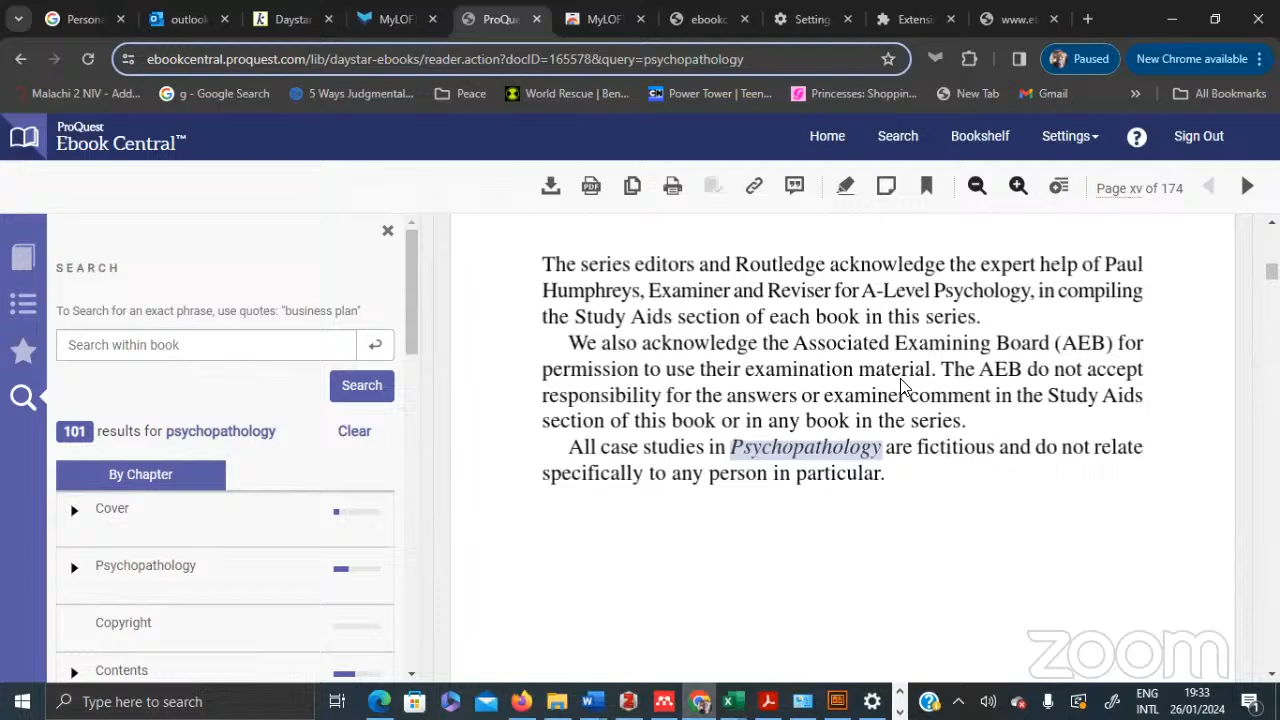 Persona
outlook
Daystar
MyLOFT
ProQue
MyLOFT
ebookc
Setting
Extensi
www.e
ebookcentral.proquest.com/lib/daystar-ebooks/reader.action?docID=165578&query=psychopathology
Paused
New Chrome available
Malachi 2 NIV - Add...
g - Google Search
5 Ways Judgmental...
Peace
World Rescue | Ben...
Power Tower | Teen...
Princesses: Shoppin...
New Tab
Gmail
All Bookmarks
ProQuest
Ebook Central™
Home
Search
Bookshelf
Settings
Sign Out
PDF
Page xv of 174
SEARCH
To Search for an exact phrase, use quotes: "business plan"
Search within book
Search
101 results for psychopathology
Clear
By Chapter
Cover
Psychopathology
Copyright
Contents
The series editors and Routledge acknowledge the expert help of Paul
Humphreys, Examiner and Reviser for A-Level Psychology, in compiling
the Study Aids section of each book in this series.
We also acknowledge the Associated Examining Board (AEB) for
permission to use their examination material. The AEB do not accept
responsibility for the answers or examiner comment in the Study Aids
section of this book or in any book in the series.
All case studies in Psychopathology are fictitious and do not relate
specifically to any person in particular.
zoom
Type here to search
ENG
INTL
19:33
26/01/2024